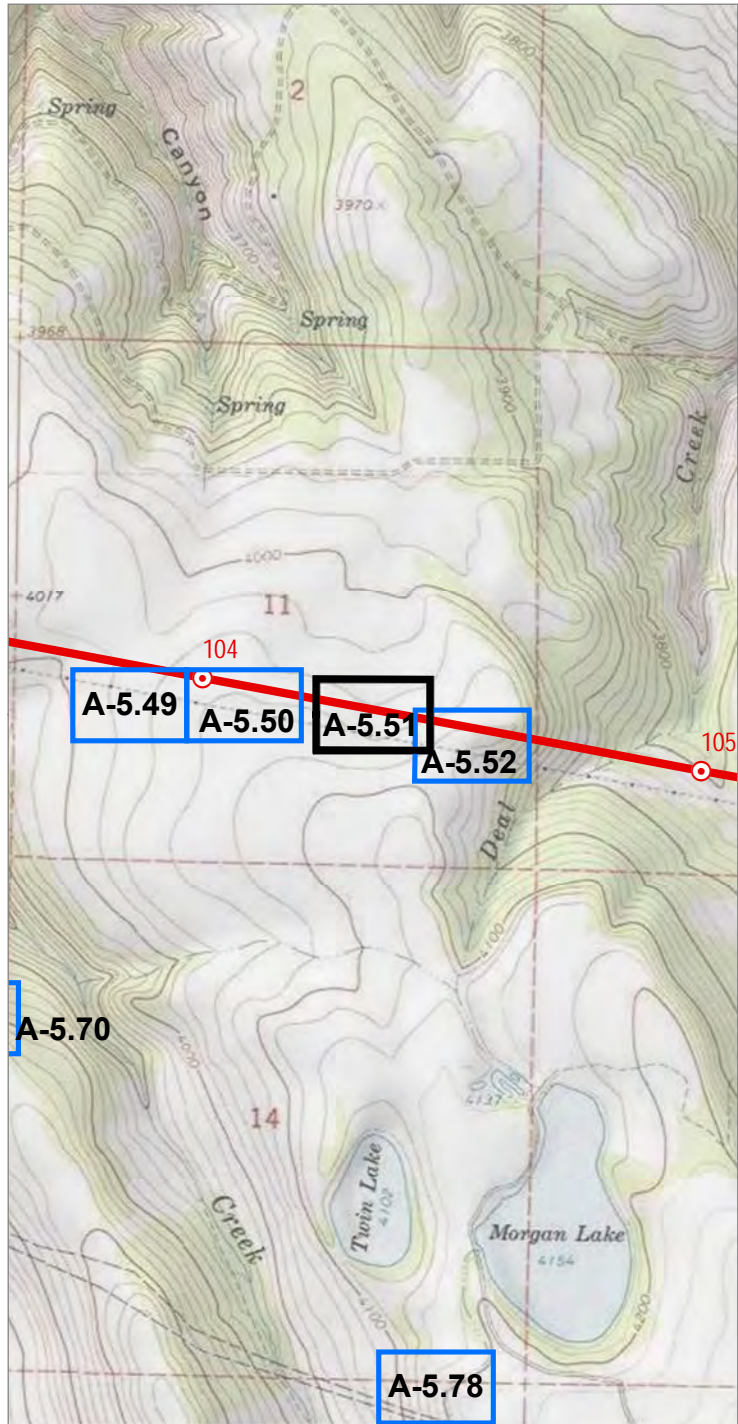 3800
2
Spring
Canyon
3970
3700
Spring
3968
Spring
3900
Creek
4000
4017
11
104
3800
A-5.49
A-5.50
A-5.51
A-5.52
105
Deal
4100
A-5.70
4000
4137
14
Twin Lake
4102
Creek
Morgan Lake
4154
4100
4200
A-5.78